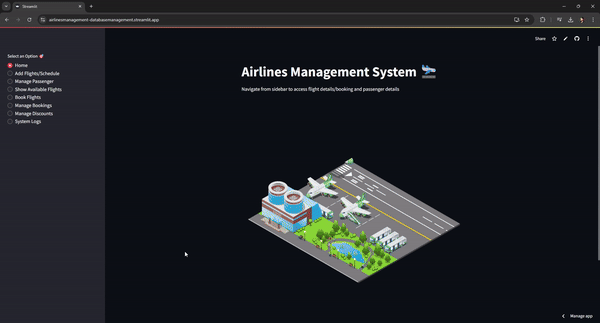 Streamlit
airlinesmanagement-databasemanagement.streamlit.app
Share
Select an Option 🚀
Home
Add Flights/Schedule
Manage Passenger
Show Available Flights
Book Flights
Manage Bookings
Manage Discounts
System Logs
Airlines Management System 🛬
Navigate from sidebar to access flight details/booking and passenger details
Manage app